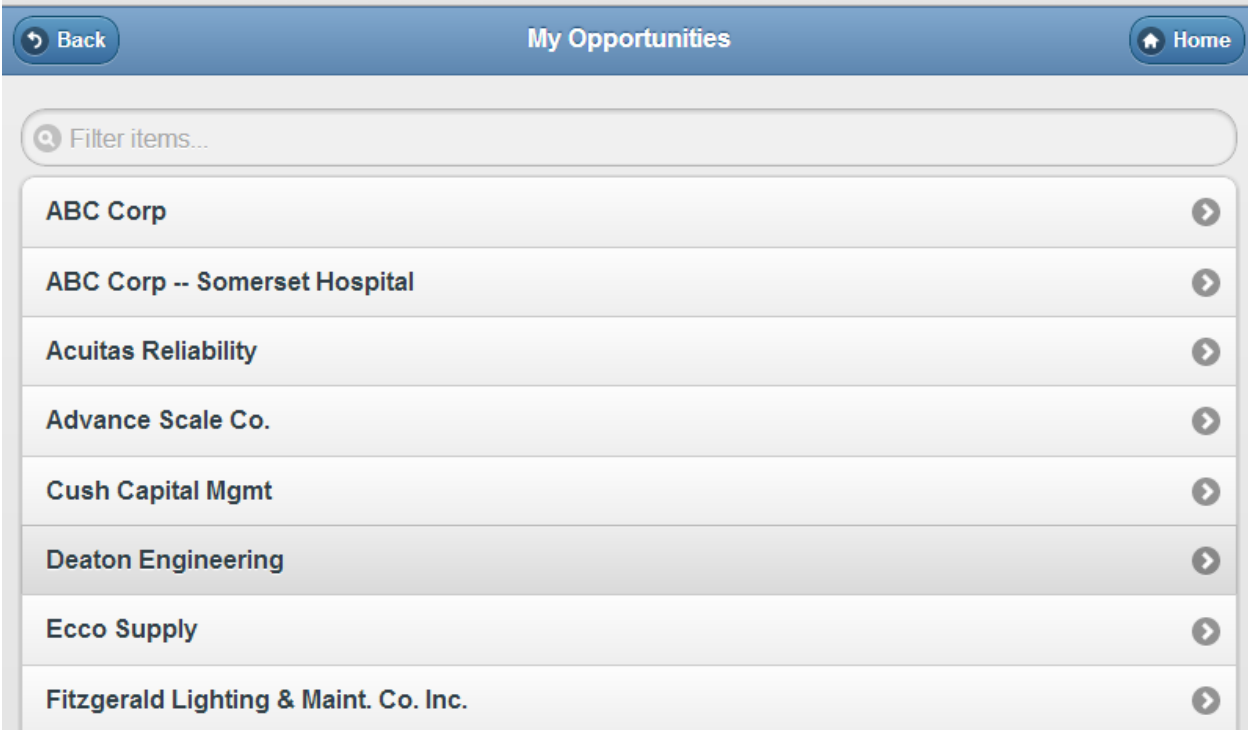 Back
My Opportunities
Home
Filter items...
ABC Corp
ABC Corp -- Somerset Hospital
Acuitas Reliability
Advance Scale Co.
Cush Capital Mgmt
Deaton Engineering
Ecco Supply
Fitzgerald Lighting & Maint. Co. Inc.